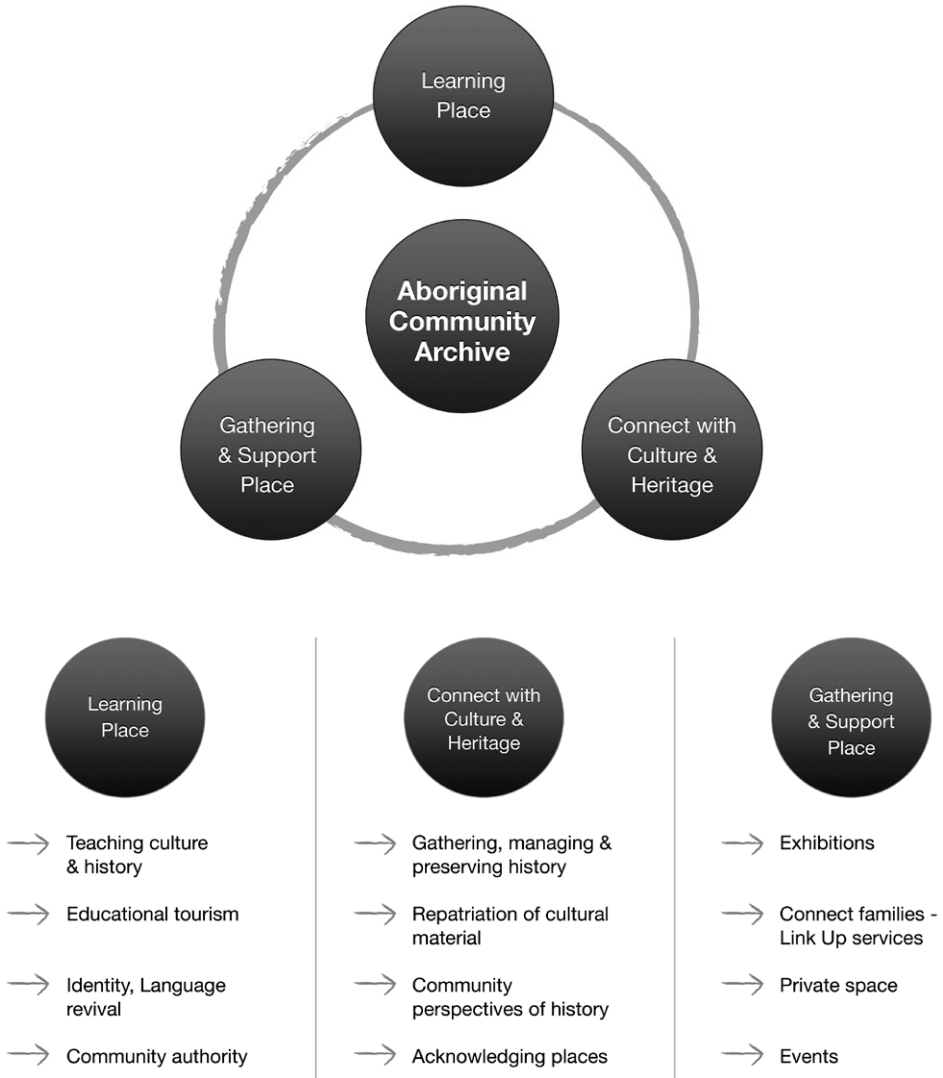 Learning
Place
Aboriginal
Community
Archive
Gathering
& Support
Place
Connect with
Culture &
Heritage
Learning
Place
Teaching culture
& history
Educational tourism
Identity, Language
revival
Community authority
Connect with
Culture &
Heritage
Gathering, managing &
preserving history
Repatriation of cultural
material
Community
perspectives of history
Acknowledging places
Gathering
& Support
Place
Exhibitions
Connect families -
Link Up services
Private space
Events